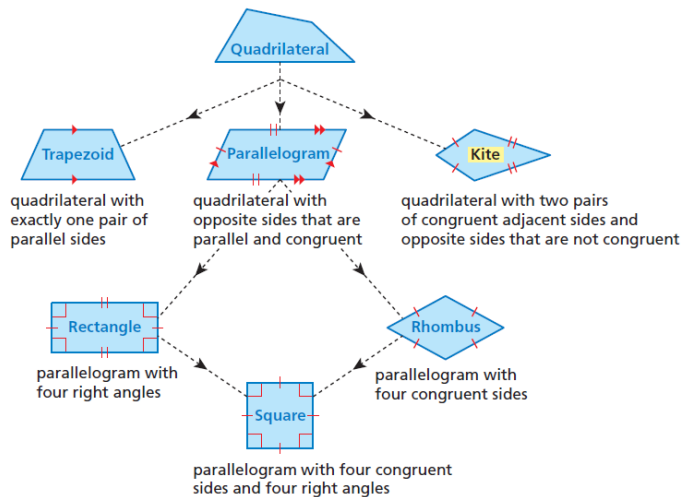 Quadrilateral
Trapezoid
quadrilateral with
exactly one pair of
parallel sides
Parallelogram
quadrilateral with
opposite sides that are
parallel and congruent
Kite
quadrilateral with two pairs
of congruent adjacent sides and
opposite sides that are not congruent
Rectangle
parallelogram with
four right angles
Rhombus
parallelogram with
four congruent sides
Square
parallelogram with four congruent
sides and four right angles